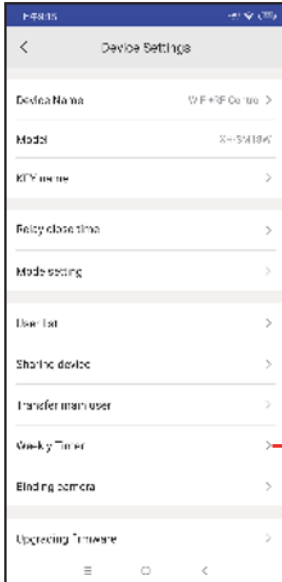 Device Settings
Device Name
Model
KEY name
Relay close time
Mode setting
User list
Sharing device
Transfer main user
Weekly Timer
Binding camera
Upgrading firmware